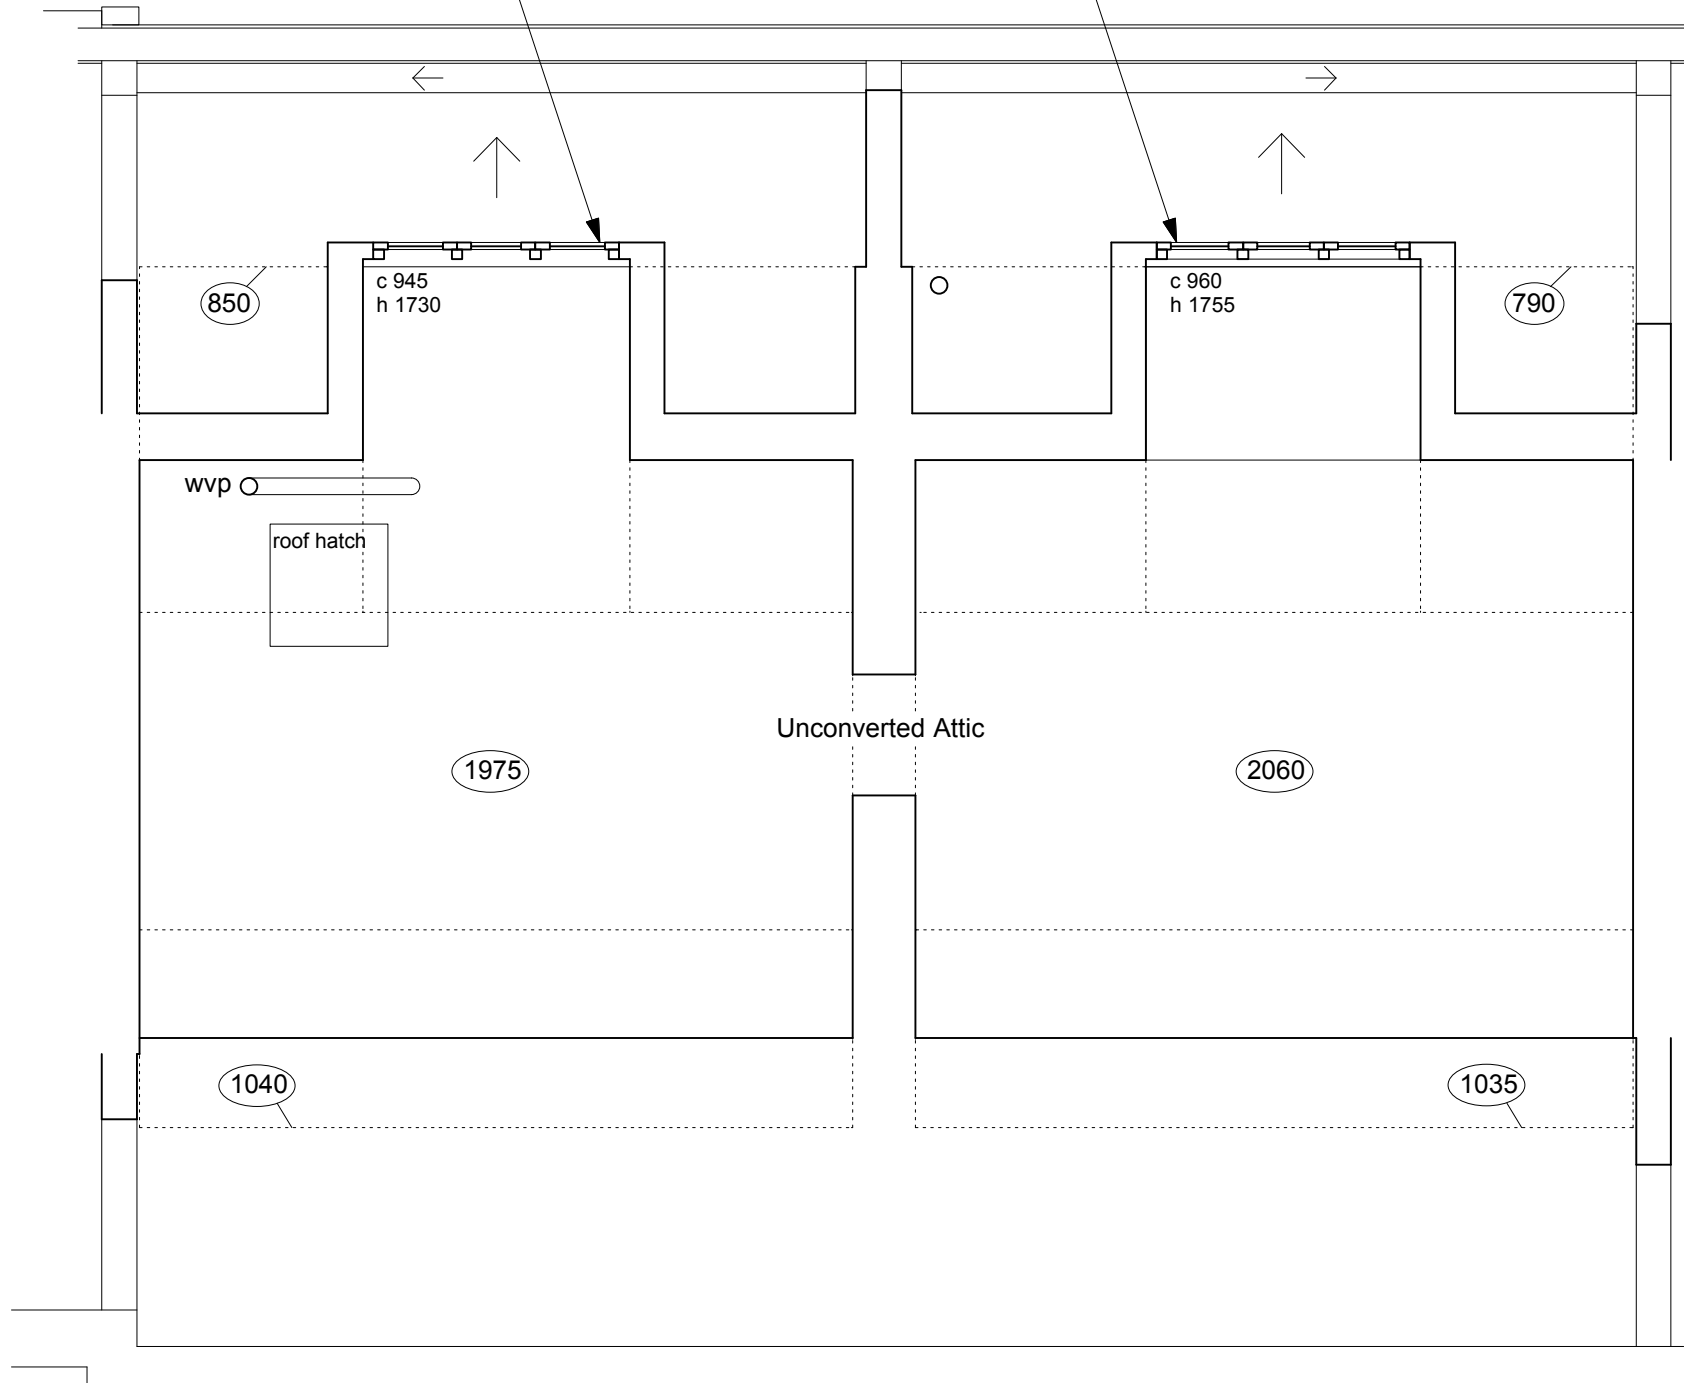 c 945
h 1730
c 960
h 1755
850
790
wvp
roof hatch
Unconverted Attic
1975
2060
1040
1035